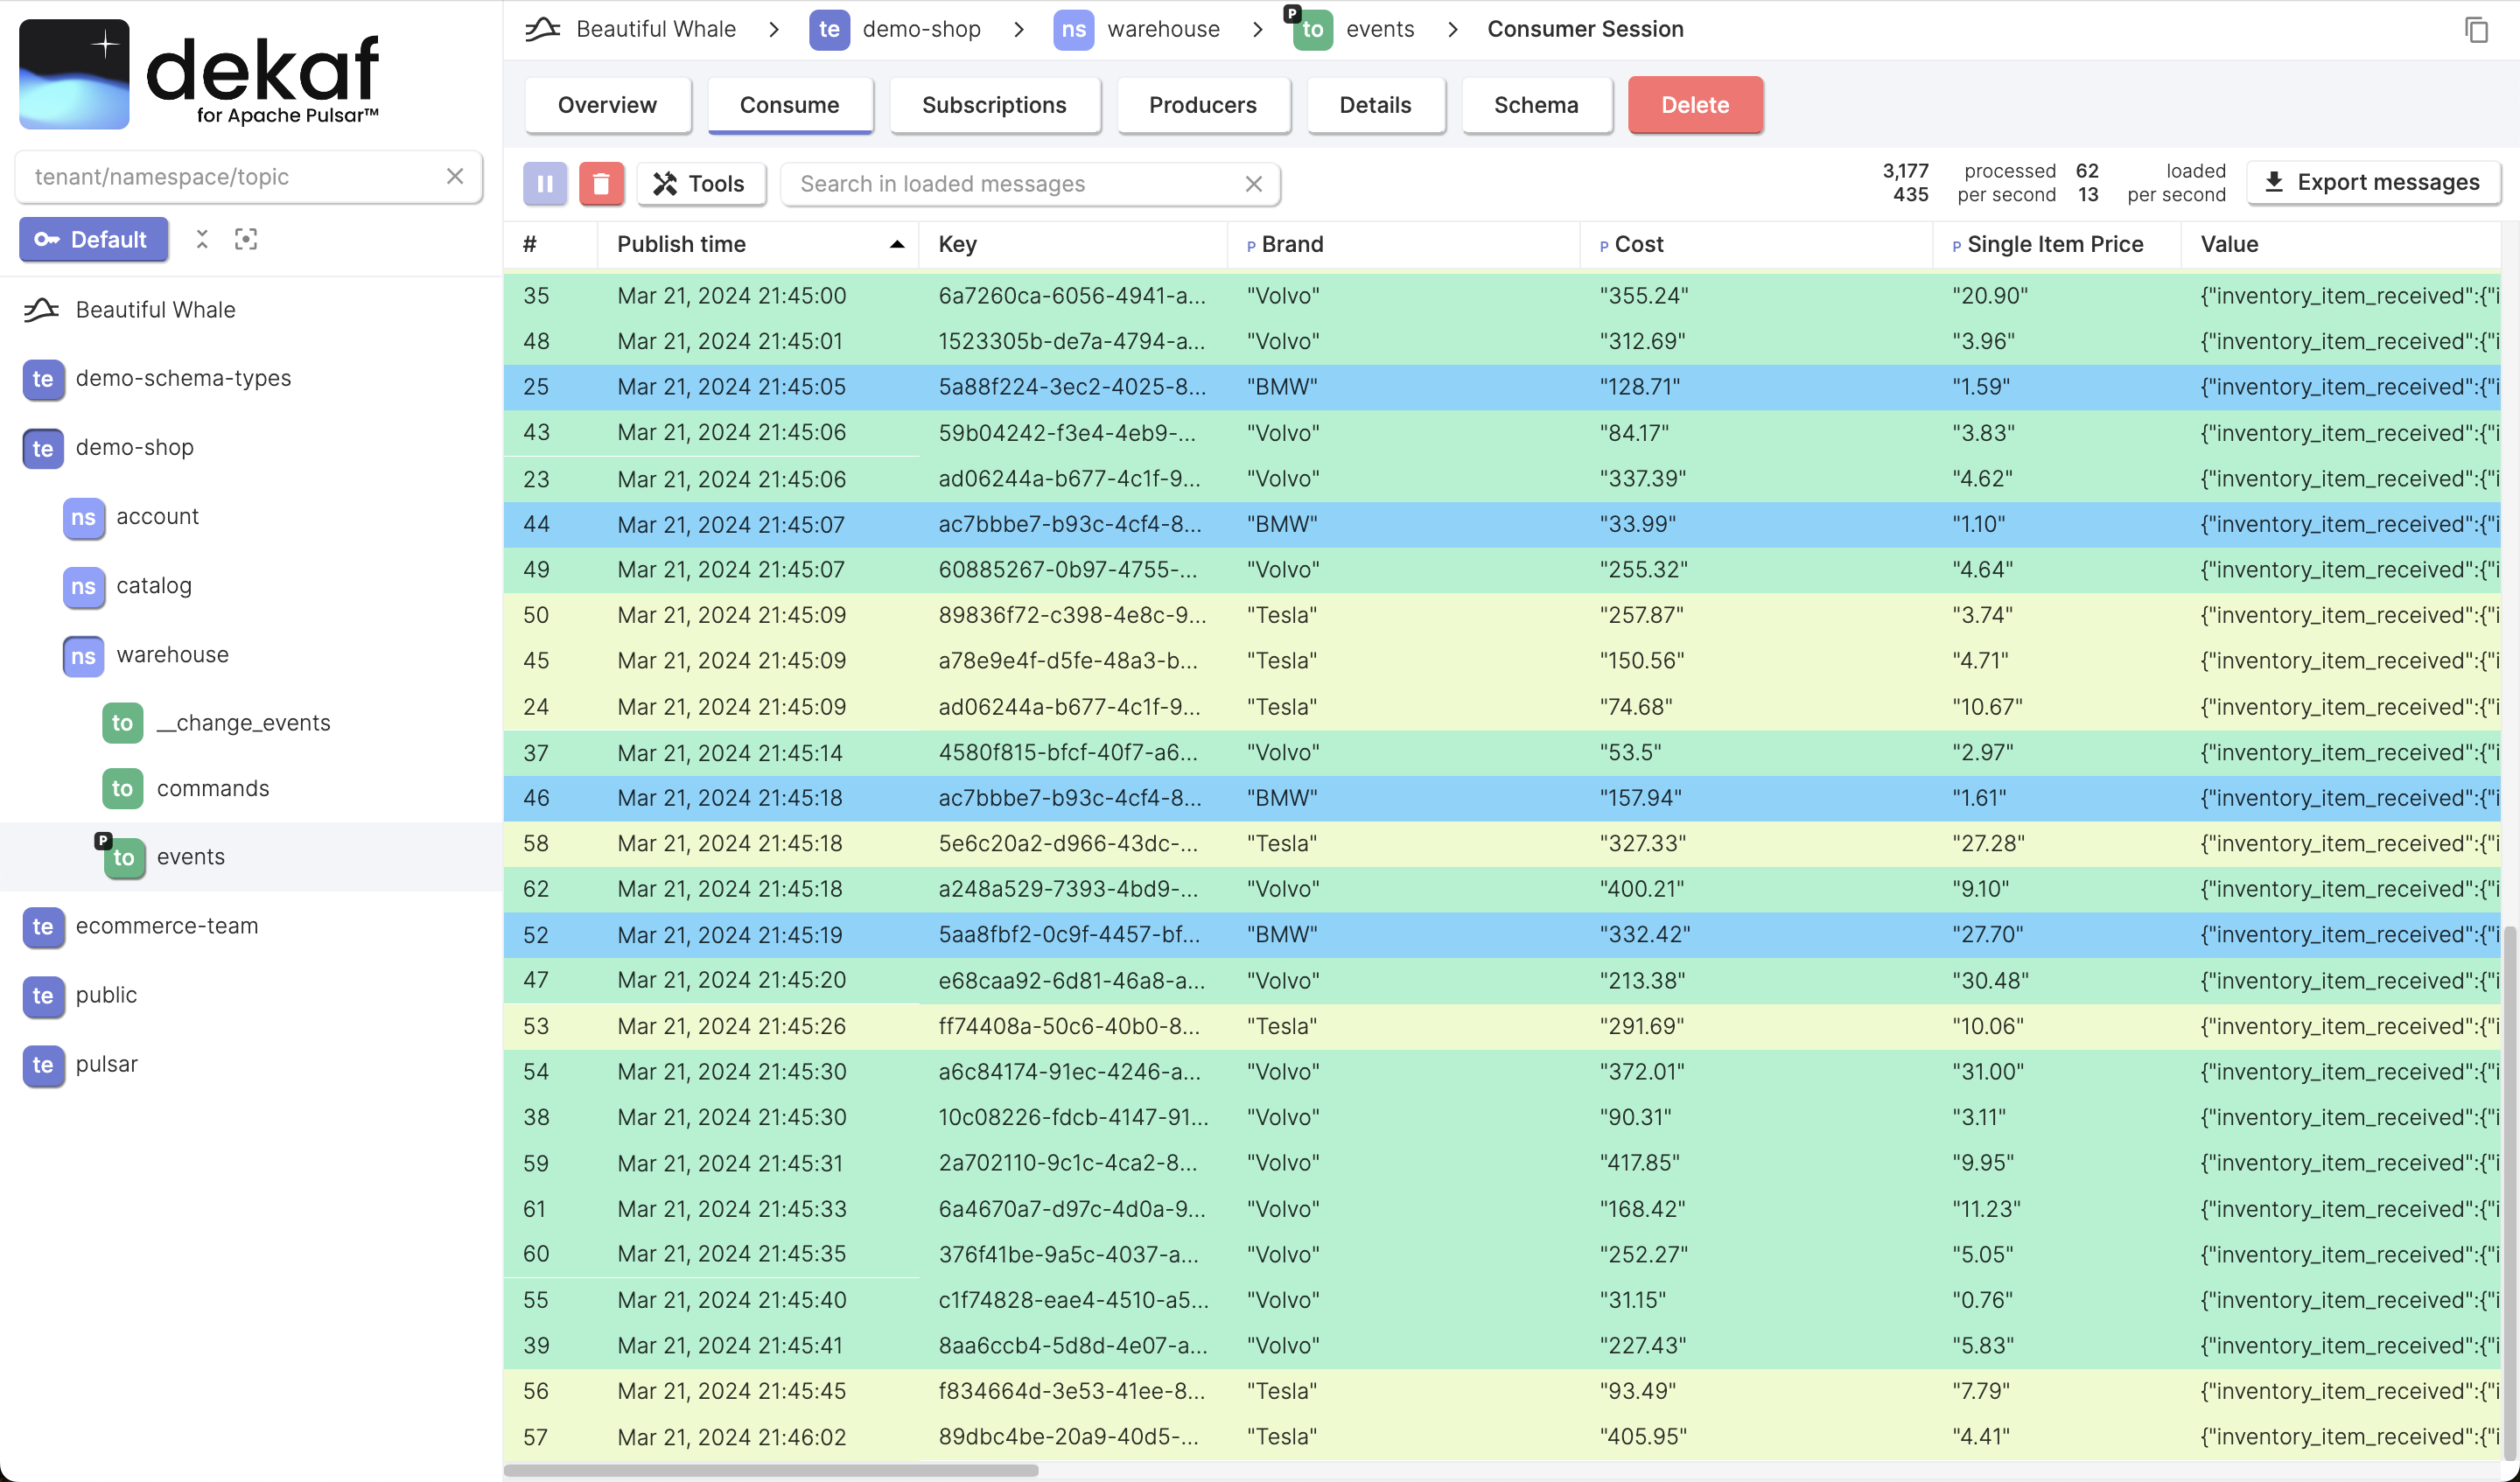 dekaf
for Apache Pulsar™
tenant/namespace/topic
Default
Beautiful Whale
te demo-schema-types
te demo-shop
ns account
ns catalog
ns warehouse
to __change_events
to commands
P to events
te ecommerce-team
te public
te pulsar
Beautiful Whale > te demo-shop > ns warehouse > P to events > Consumer Session
Overview Consume Subscriptions Producers Details Schema Delete
Tools Search in loaded messages 3,177 processed 62 loaded Export messages
435 per second 13 per second
# Publish time Key P Brand P Cost P Single Item Price Value
35 Mar 21, 2024 21:45:00 6a7260ca-6056-4941-a... "Volvo" "355.24" "20.90" {"inventory_item_received":{"i
48 Mar 21, 2024 21:45:01 1523305b-de7a-4794-a... "Volvo" "312.69" "3.96" {"inventory_item_received":{"i
25 Mar 21, 2024 21:45:05 5a88f224-3ec2-4025-8... "BMW" "128.71" "1.59" {"inventory_item_received":{"i
43 Mar 21, 2024 21:45:06 59b04242-f3e4-4eb9-... "Volvo" "84.17" "3.83" {"inventory_item_received":{"i
23 Mar 21, 2024 21:45:06 ad06244a-b677-4c1f-9... "Volvo" "337.39" "4.62" {"inventory_item_received":{"i
44 Mar 21, 2024 21:45:07 ac7bbbe7-b93c-4cf4-8... "BMW" "33.99" "1.10" {"inventory_item_received":{"i
49 Mar 21, 2024 21:45:07 60885267-0b97-4755-... "Volvo" "255.32" "4.64" {"inventory_item_received":{"i
50 Mar 21, 2024 21:45:09 89836f72-c398-4e8c-9... "Tesla" "257.87" "3.74" {"inventory_item_received":{"i
45 Mar 21, 2024 21:45:09 a78e9e4f-d5fe-48a3-b... "Tesla" "150.56" "4.71" {"inventory_item_received":{"i
24 Mar 21, 2024 21:45:09 ad06244a-b677-4c1f-9... "Tesla" "74.68" "10.67" {"inventory_item_received":{"i
37 Mar 21, 2024 21:45:14 4580f815-bfcf-40f7-a6... "Volvo" "53.5" "2.97" {"inventory_item_received":{"i
46 Mar 21, 2024 21:45:18 ac7bbbe7-b93c-4cf4-8... "BMW" "157.94" "1.61" {"inventory_item_received":{"i
58 Mar 21, 2024 21:45:18 5e6c20a2-d966-43dc-... "Tesla" "327.33" "27.28" {"inventory_item_received":{"i
62 Mar 21, 2024 21:45:18 a248a529-7393-4bd9-... "Volvo" "400.21" "9.10" {"inventory_item_received":{"i
52 Mar 21, 2024 21:45:19 5aa8fbf2-0c9f-4457-bf... "BMW" "332.42" "27.70" {"inventory_item_received":{"i
47 Mar 21, 2024 21:45:20 e68caa92-6d81-46a8-a... "Volvo" "213.38" "30.48" {"inventory_item_received":{"i
53 Mar 21, 2024 21:45:26 ff74408a-50c6-40b0-8... "Tesla" "291.69" "10.06" {"inventory_item_received":{"i
54 Mar 21, 2024 21:45:30 a6c84174-91ec-4246-a... "Volvo" "372.01" "31.00" {"inventory_item_received":{"i
38 Mar 21, 2024 21:45:30 10c08226-fdcb-4147-91... "Volvo" "90.31" "3.11" {"inventory_item_received":{"i
59 Mar 21, 2024 21:45:31 2a702110-9c1c-4ca2-8... "Volvo" "417.85" "9.95" {"inventory_item_received":{"i
61 Mar 21, 2024 21:45:33 6a4670a7-d97c-4d0a-9... "Volvo" "168.42" "11.23" {"inventory_item_received":{"i
60 Mar 21, 2024 21:45:35 376f41be-9a5c-4037-a... "Volvo" "252.27" "5.05" {"inventory_item_received":{"i
55 Mar 21, 2024 21:45:40 c1f74828-eae4-4510-a5... "Volvo" "31.15" "0.76" {"inventory_item_received":{"i
39 Mar 21, 2024 21:45:41 8aa6ccb4-5d8d-4e07-a... "Volvo" "227.43" "5.83" {"inventory_item_received":{"i
56 Mar 21, 2024 21:45:45 f834664d-3e53-41ee-8... "Tesla" "93.49" "7.79" {"inventory_item_received":{"i
57 Mar 21, 2024 21:46:02 89dbc4be-20a9-40d5-... "Tesla" "405.95" "4.41" {"inventory_item_received":{"i